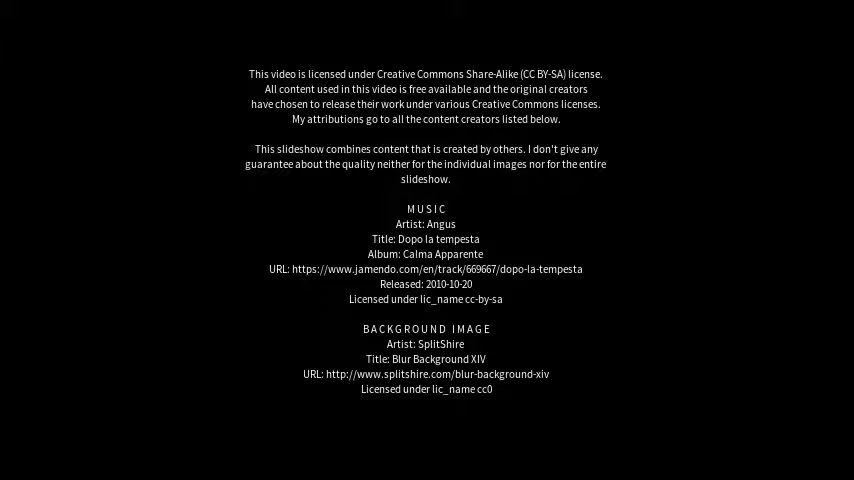 This video is licensed under Creative Commons Share-Alike (CC BY-SA) license.
All content used in this video is free available and the original creators
have chosen to release their work under various Creative Commons licenses.
My attributions go to all the content creators listed below.
This slideshow combines content that is created by others. I don't give any
guarantee about the quality neither for the individual images nor for the entire
slideshow.
MUSIC
Artist: Angus
Title: Dopo la tempesta
Album: Calma Apparente
URL: https://www.jamendo.com/en/track/669667/dopo-la-tempesta
Released: 2010-10-20
Licensed under lic_name cc-by-sa
BACKGROUND IMAGE
Artist: SplitShire
Title: Blur Background XIV
URL: http://www.splitshire.com/blur-background-xiv
Licensed under lic_name cc0